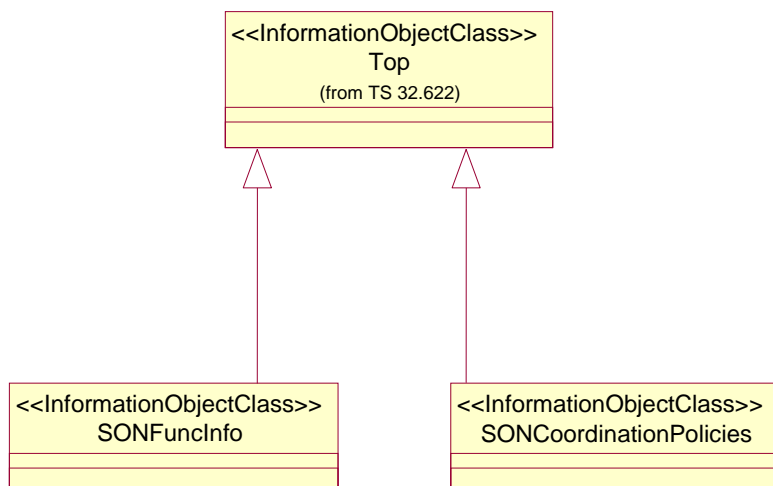 <<InformationObjectClass>>
Top
(from TS 32.622)
<<InformationObjectClass>>
SONFuncInfo
<<InformationObjectClass>>
SONCoordinationPolicies